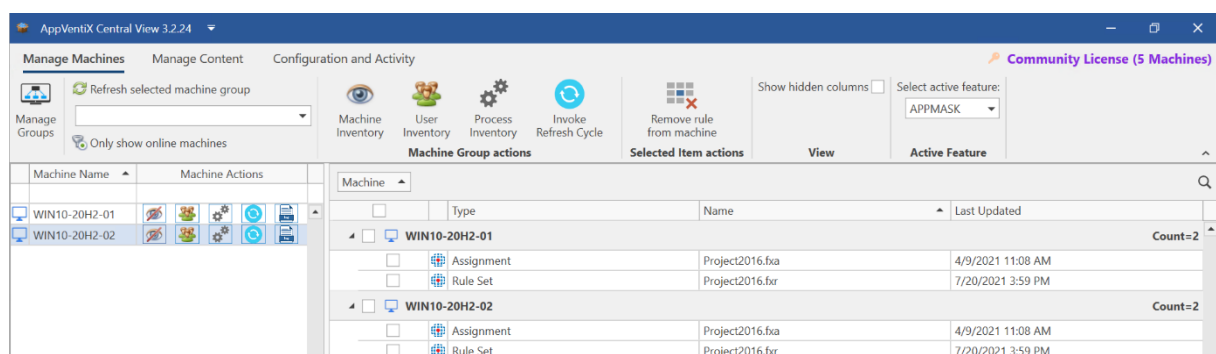 AppVentiX Central View 3.2.24
Manage Machines Manage Content Configuration and Activity Community License (5 Machines)
Manage Groups
Refresh selected machine group
Only show online machines
Machine Inventory
User Inventory
Process Inventory
Invoke Refresh Cycle
Machine Group actions
Remove rule from machine
Selected Item actions
Show hidden columns
View
Select active feature:
APPMASK
Active Feature
Machine Name Machine Actions
WIN10-20H2-01
WIN10-20H2-02
Machine
Type Name Last Updated
WIN10-20H2-01 Count=2
Assignment Project2016.fxa 4/9/2021 11:08 AM
Rule Set Project2016.fxr 7/20/2021 3:59 PM
WIN10-20H2-02 Count=2
Assignment Project2016.fxa 4/9/2021 11:08 AM
Rule Set Project2016.fxr 7/20/2021 3:59 PM